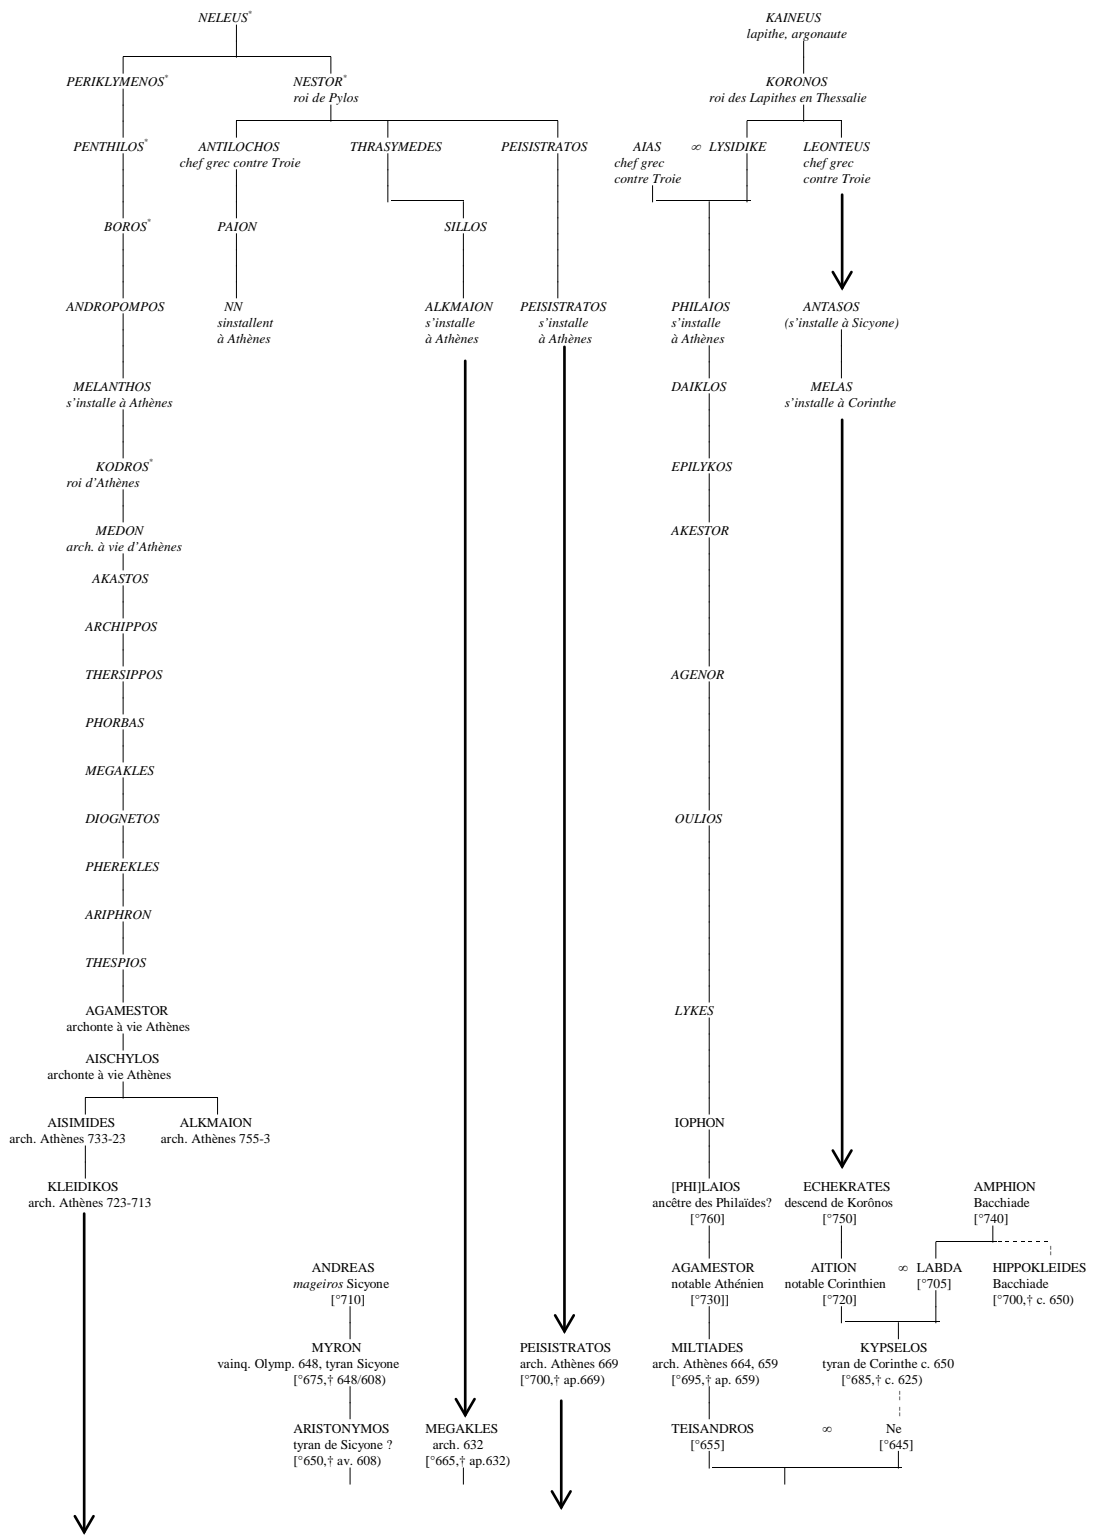 NELEUS*
KAINEUS
lapithe, argonaute
PERIKLYMENOS*
NESTOR*
roi de Pylos
KORONOS
roi des Lapithes en Thessalie
PENTHILOS*
ANTILOCHOS
chef grec contre Troie
THRASYMEDES
PEISISTRATOS
AIAS
chef grec
contre Troie
∞ LYSIDIKE
LEONTEUS
chef grec
contre Troie
BOROS*
PAION
SILLOS
ANDROPOMPOS
NN
sinstallent
à Athènes
ALKMAION
s'installe
à Athènes
PEISISTRATOS
s'installe
à Athènes
PHILAIOS
s'installe
à Athènes
ANTASOS
(s'installe à Sicyone)
MELANTHOS
s'installe à Athènes
DAIKLOS
MELAS
s'installe à Corinthe
KODROS*
roi d'Athènes
EPILYKOS
MEDON
arch. à vie d'Athènes
AKESTOR
AKASTOS
ARCHIPPOS
THERSIPPOS
AGENOR
PHORBAS
MEGAKLES
DIOGNETOS
OULIOS
PHEREKLES
ARIPHRON
THESPIOS
AGAMESTOR
archonte à vie Athènes
LYKES
AISCHYLOS
archonte à vie Athènes
AISIMIDES
arch. Athènes 733-23
ALKMAION
arch. Athènes 755-3
IOPHON
KLEIDIKOS
arch. Athènes 723-713
[PHI]LAIOS
ancêtre des Philaïdes?
[°760]
ECHEKRATES
descend de Korônos
[°750]
AMPHION
Bacchiade
[°740]
ANDREAS
mageiros Sicyone
[°710]
AGAMESTOR
notable Athénien
[°730]]
AITION
notable Corinthien
[°720]
∞ LABDA
[°705]
HIPPOKLEIDES
Bacchiade
[°700,† c. 650)
MYRON
vainq. Olymp. 648, tyran Sicyone
[°675,† 648/608)
PEISISTRATOS
arch. Athènes 669
[°700,† ap.669)
MILTIADES
arch. Athènes 664, 659
[°695,† ap. 659)
KYPSELOS
tyran de Corinthe c. 650
[°685,† c. 625)
ARISTONYMOS
tyran de Sicyone ?
[°650,† av. 608)
MEGAKLES
arch. 632
[°665,† ap.632)
TEISANDROS
[°655]
∞
Ne
[°645]